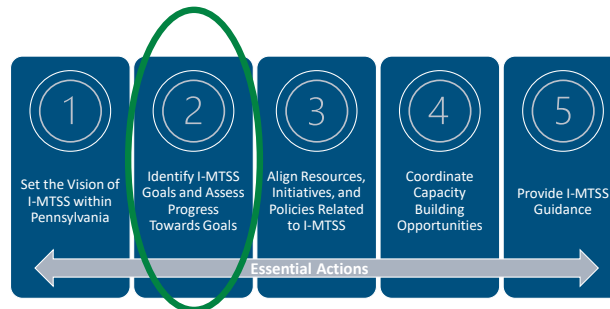 1
Set the Vision of
I-MTSS within
Pennsylvania
2
Identify I-MTSS
Goals and Assess
Progress
Towards Goals
3
Align Resources,
Initiatives, and
Policies Related
to I-MTSS
4
Coordinate
Capacity
Building
Opportunities
5
Provide I-MTSS
Guidance
Essential Actions